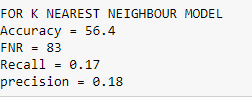 FOR K NEAREST NEIGHBOUR MODEL
Accuracy = 56.4
FNR = 83
Recall = 0.17
precision = 0.18